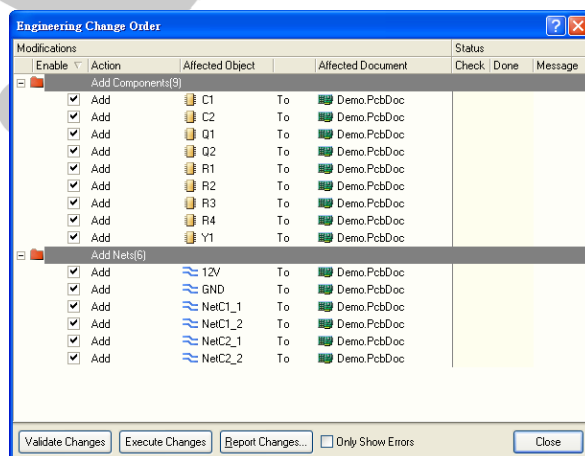 Engineering Change Order
Modifications Status
Enable Action Affected Object Affected Document Check Done Message
Add Components(9)
Add C1 To Demo.PcbDoc
Add C2 To Demo.PcbDoc
Add Q1 To Demo.PcbDoc
Add Q2 To Demo.PcbDoc
Add R1 To Demo.PcbDoc
Add R2 To Demo.PcbDoc
Add R3 To Demo.PcbDoc
Add R4 To Demo.PcbDoc
Add Y1 To Demo.PcbDoc
Add Nets(6)
Add 12V To Demo.PcbDoc
Add GND To Demo.PcbDoc
Add NetC1_1 To Demo.PcbDoc
Add NetC1_2 To Demo.PcbDoc
Add NetC2_1 To Demo.PcbDoc
Add NetC2_2 To Demo.PcbDoc
Validate Changes Execute Changes Report Changes... Only Show Errors Close